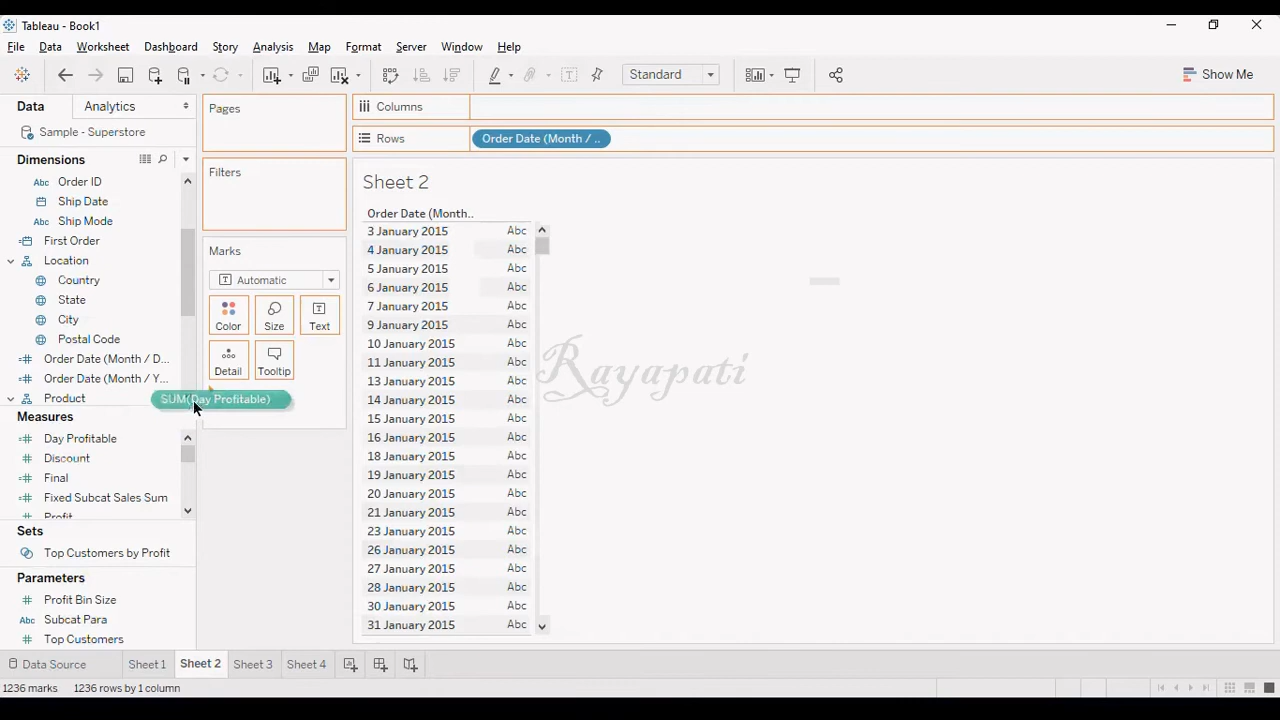 Tableau - Book1
File Data Worksheet Dashboard Story Analysis Map Format Server Window Help
Standard
Show Me
Data Analytics
Sample - Superstore
Dimensions
Abc Order ID
Ship Date
Abc Ship Mode
First Order
Location
Country
State
City
Postal Code
Order Date (Month / D...
Order Date (Month / Y...
Product
SUM(Day Profitable)
Measures
Day Profitable
Discount
Final
Fixed Subcat Sales Sum
Profit
Sets
Top Customers by Profit
Parameters
Profit Bin Size
Abc Subcat Para
Top Customers
Pages
Filters
Marks
Automatic
Color Size Text
Detail Tooltip
Columns
Rows Order Date (Month / ..
Sheet 2
Order Date (Month..
3 January 2015 Abc
4 January 2015 Abc
5 January 2015 Abc
6 January 2015 Abc
7 January 2015 Abc
9 January 2015 Abc
10 January 2015 Abc
11 January 2015 Abc
13 January 2015 Abc
14 January 2015 Abc
15 January 2015 Abc
16 January 2015 Abc
18 January 2015 Abc
19 January 2015 Abc
20 January 2015 Abc
21 January 2015 Abc
23 January 2015 Abc
26 January 2015 Abc
27 January 2015 Abc
28 January 2015 Abc
30 January 2015 Abc
31 January 2015 Abc
Rayapati
Data Source Sheet 1 Sheet 2 Sheet 3 Sheet 4
1236 marks 1236 rows by 1 column